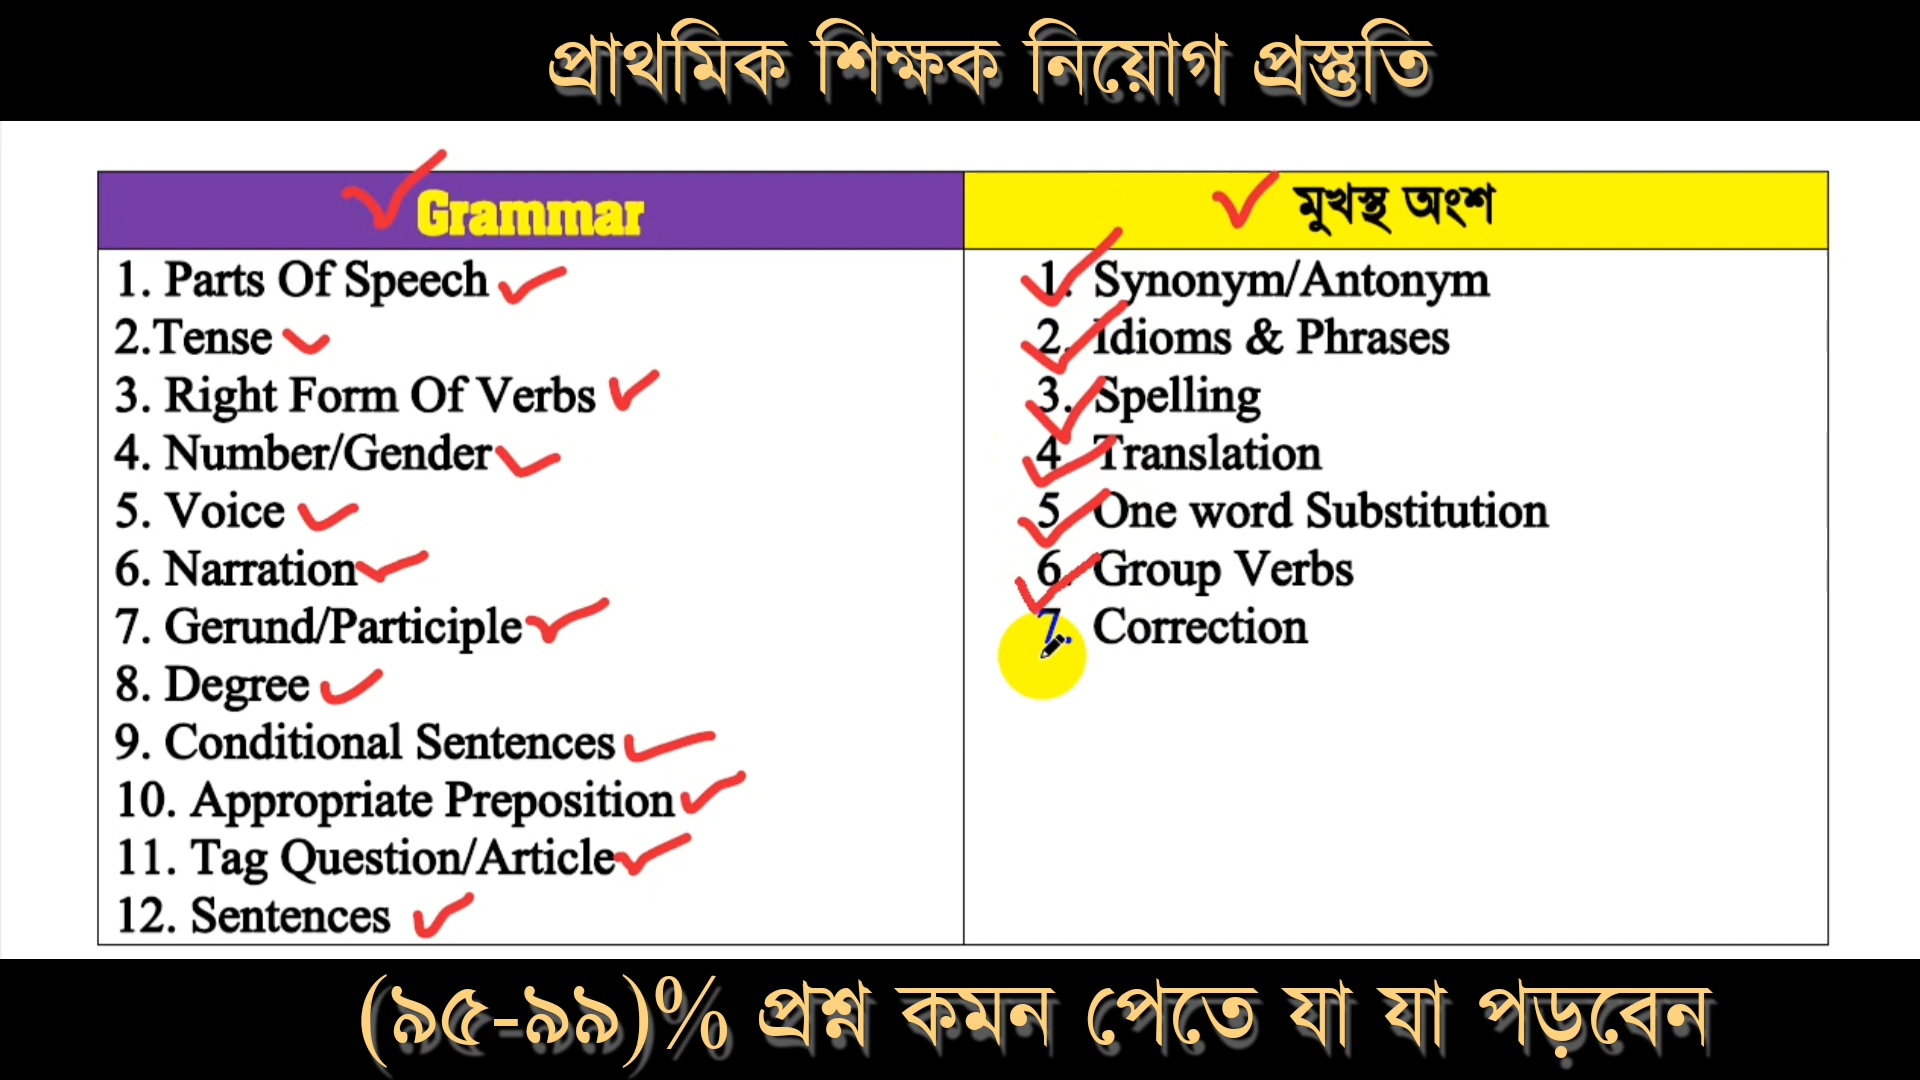 প্রাথমিক শিক্ষক নিয়োগ প্রস্তুতি
Grammar
1. Parts Of Speech
2.Tense
3. Right Form Of Verbs
4. Number/Gender
5. Voice
6. Narration
7. Gerund/Participle
8. Degree
9. Conditional Sentences
10. Appropriate Preposition
11. Tag Question/Article
12. Sentences
মুখস্থ অংশ
1. Synonym/Antonym
2. Idioms & Phrases
3. Spelling
4. Translation
5. One word Substitution
6. Group Verbs
7. Correction
(৯৫-৯৯)% প্রশ্ন কমন পেতে যা যা পড়বেন